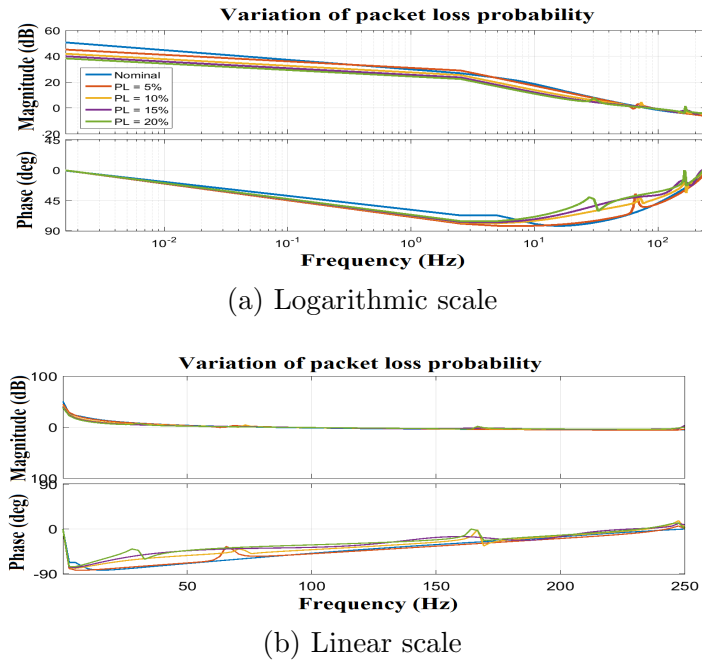 Variation of packet loss probability
Magnitude (dB)
60
40
20
0
-20
Nominal
PL = 5%
PL = 10%
PL = 15%
PL = 20%
Phase (deg)
45
0
45
90
10^-2
10^-1
10^0
10^1
10^2
Frequency (Hz)
(a) Logarithmic scale
Variation of packet loss probability
Magnitude (dB)
100
0
100
Phase (deg)
90
0
-90
50
100
150
200
250
Frequency (Hz)
(b) Linear scale